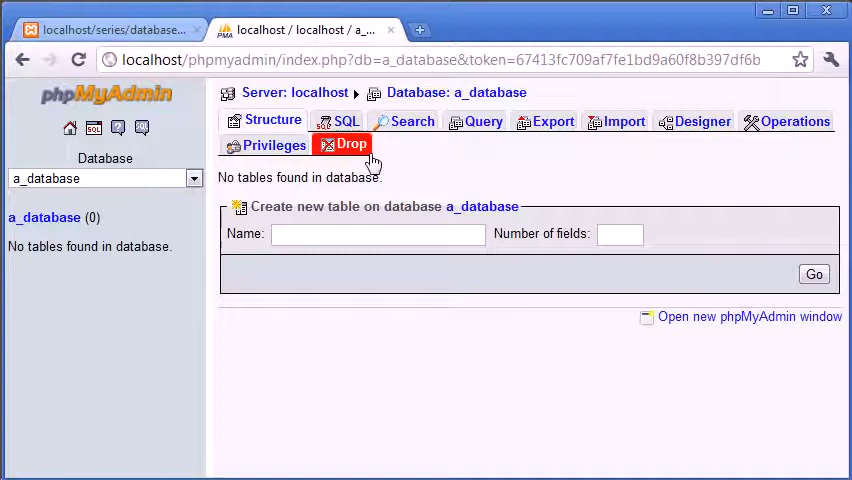 localhost/series/database...
localhost / localhost / a_...
localhost/phpmyadmin/index.php?db=a_database&token=67413fc709af7fe1bd9a60f8b397df6b
phpMyAdmin
Server: localhost
Database: a_database
Structure
SQL
Search
Query
Export
Import
Designer
Operations
Privileges
Drop
SQL
Database
a_database
a_database (0)
No tables found in database.
No tables found in database.
Create new table on database a_database
Name:
Number of fields:
Go
Open new phpMyAdmin window